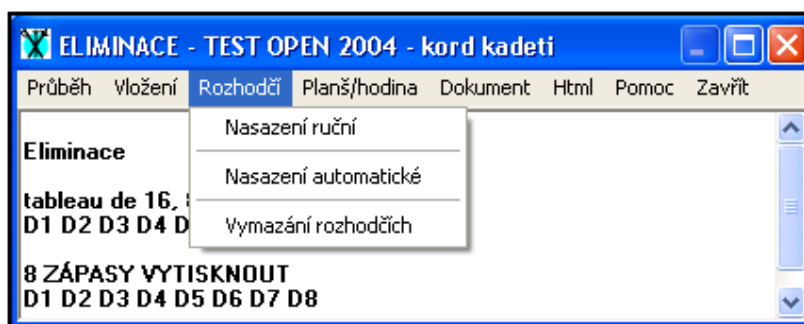 ELIMINACE - TEST OPEN 2004 - kord kadeti
Průběh Vložení Rozhodčí Planš/hodina Dokument Html Pomoc Zavřít
Nasazení ruční
Nasazení automatické
Vymazání rozhodčích
Eliminace
tableau de 16,
D1 D2 D3 D4
8 ZÁPASY VYTISKNOUT
D1 D2 D3 D4 D5 D6 D7 D8